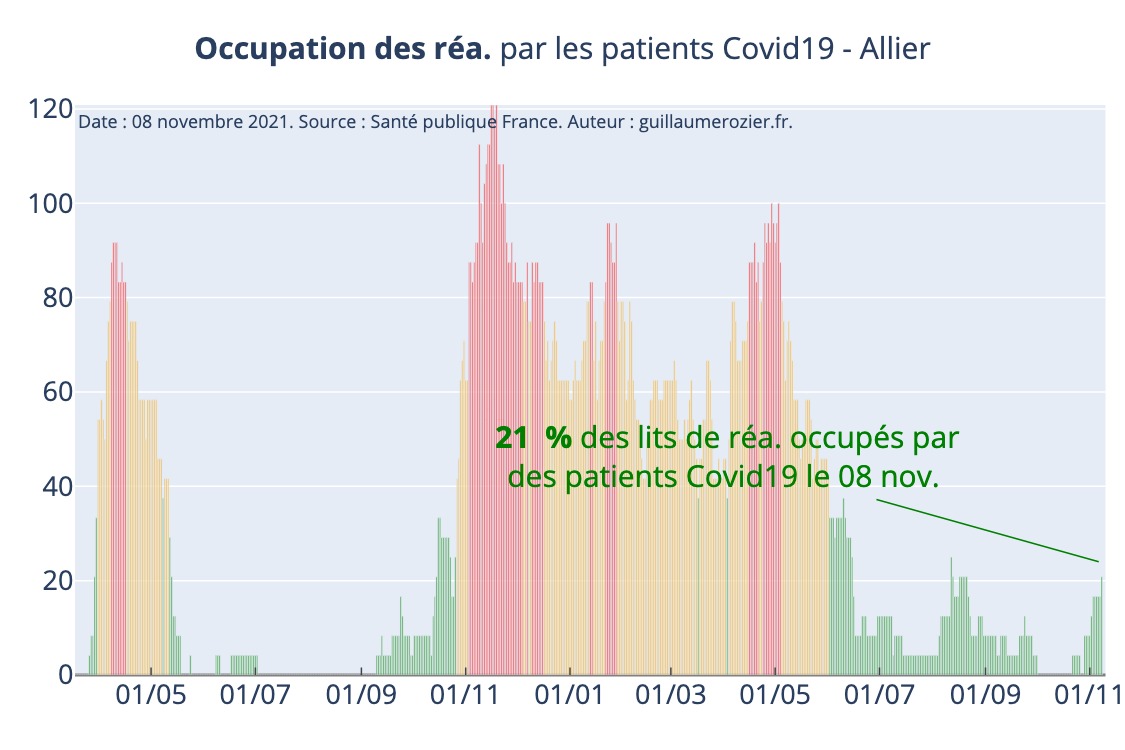 Occupation des réa. par les patients Covid19 - Allier
120
Date : 08 novembre 2021. Source : Santé publique France. Auteur : guillaumerozier.fr.
100
80
60
21 % des lits de réa. occupés par
des patients Covid19 le 08 nov.
40
20
0
01/05 01/07 01/09 01/11 01/01 01/03 01/05 01/07 01/09 01/11